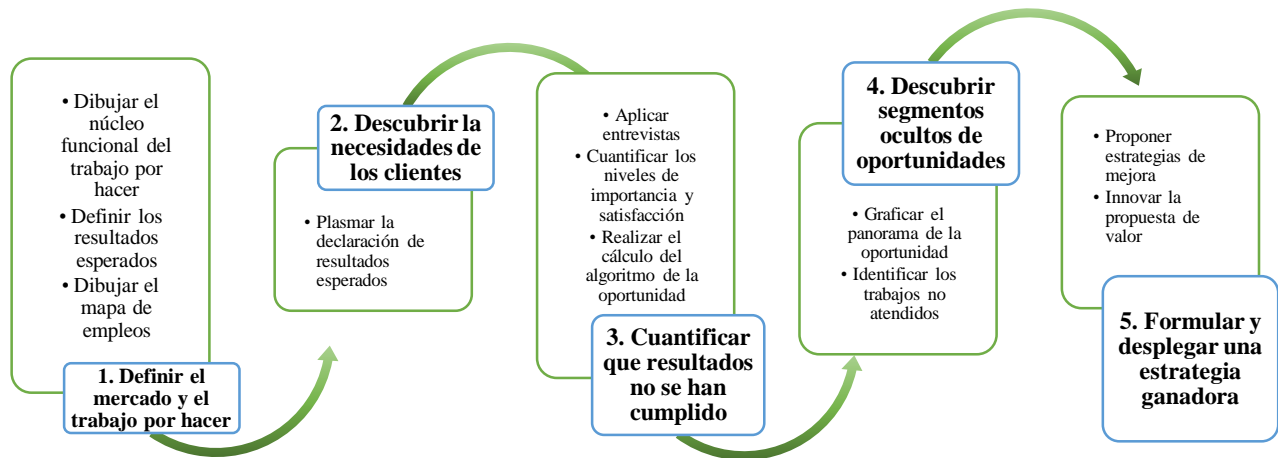 • Dibujar el
núcleo
funcional del
trabajo por
hacer
• Definir los
resultados
esperados
• Dibujar el
mapa de
empleos
1. Definir el
mercado y el
trabajo por hacer
2. Descubrir la
necesidades de
los clientes
• Plasmar la
declaración de
resultados
esperados
• Aplicar
entrevistas
• Cuantificar los
niveles de
importancia y
satisfacción
• Realizar el
cálculo del
algoritmo de la
oportunidad
3. Cuantificar
que resultados
no se han
cumplido
4. Descubrir
segmentos
ocultos de
oportunidades
• Graficar el
panorama de la
oportunidad
• Identificar los
trabajos no
atendidos
• Proponer
estrategias de
mejora
• Innovar la
propuesta de
valor
5. Formular y
desplegar una
estrategia
ganadora